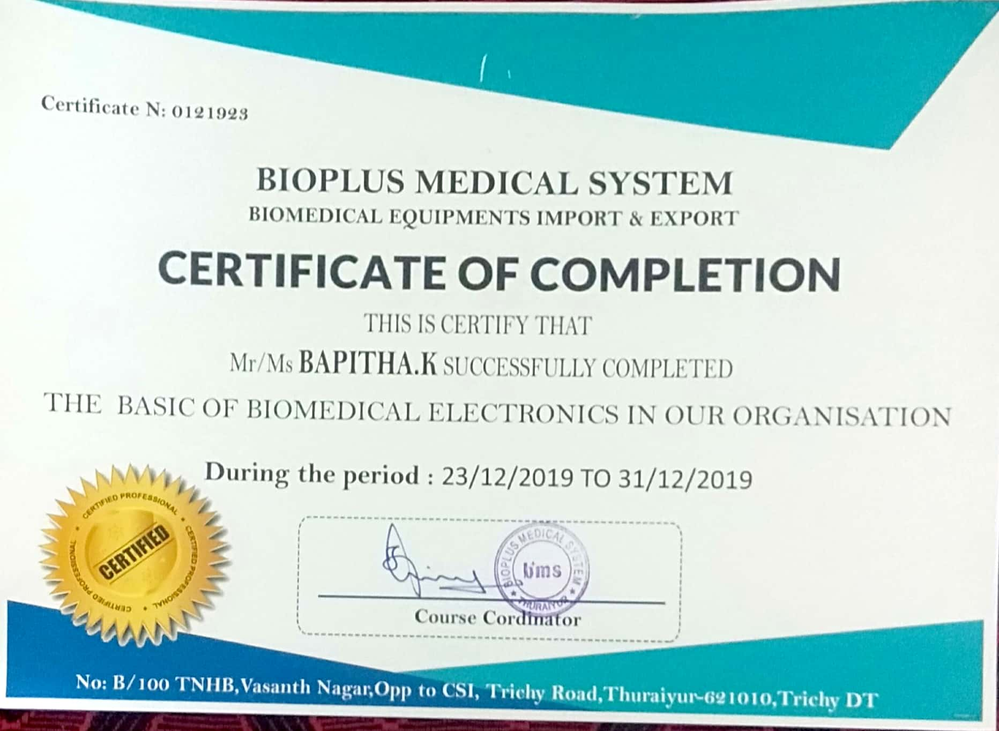 Certificate N: 0121923
BIOPLUS MEDICAL SYSTEM
BIOMEDICAL EQUIPMENTS IMPORT & EXPORT
CERTIFICATE OF COMPLETION
THIS IS CERTIFY THAT
Mr/Ms BAPITHA.K SUCCESSFULLY COMPLETED
THE BASIC OF BIOMEDICAL ELECTRONICS IN OUR ORGANISATION
During the period : 23/12/2019 TO 31/12/2019
CERTIFIED PROFESSIONAL * CERTIFIED PROFESSIONAL * CERTIFIED PROFESSIONAL *
CERTIFIED
BIOPLUS MEDICAL SYSTEM
bms
★ THURAIYUR ★
Course Cordinator
No: B/100 TNHB,Vasanth Nagar,Opp to CSI, Trichy Road,Thuraiyur-621010,Trichy DT